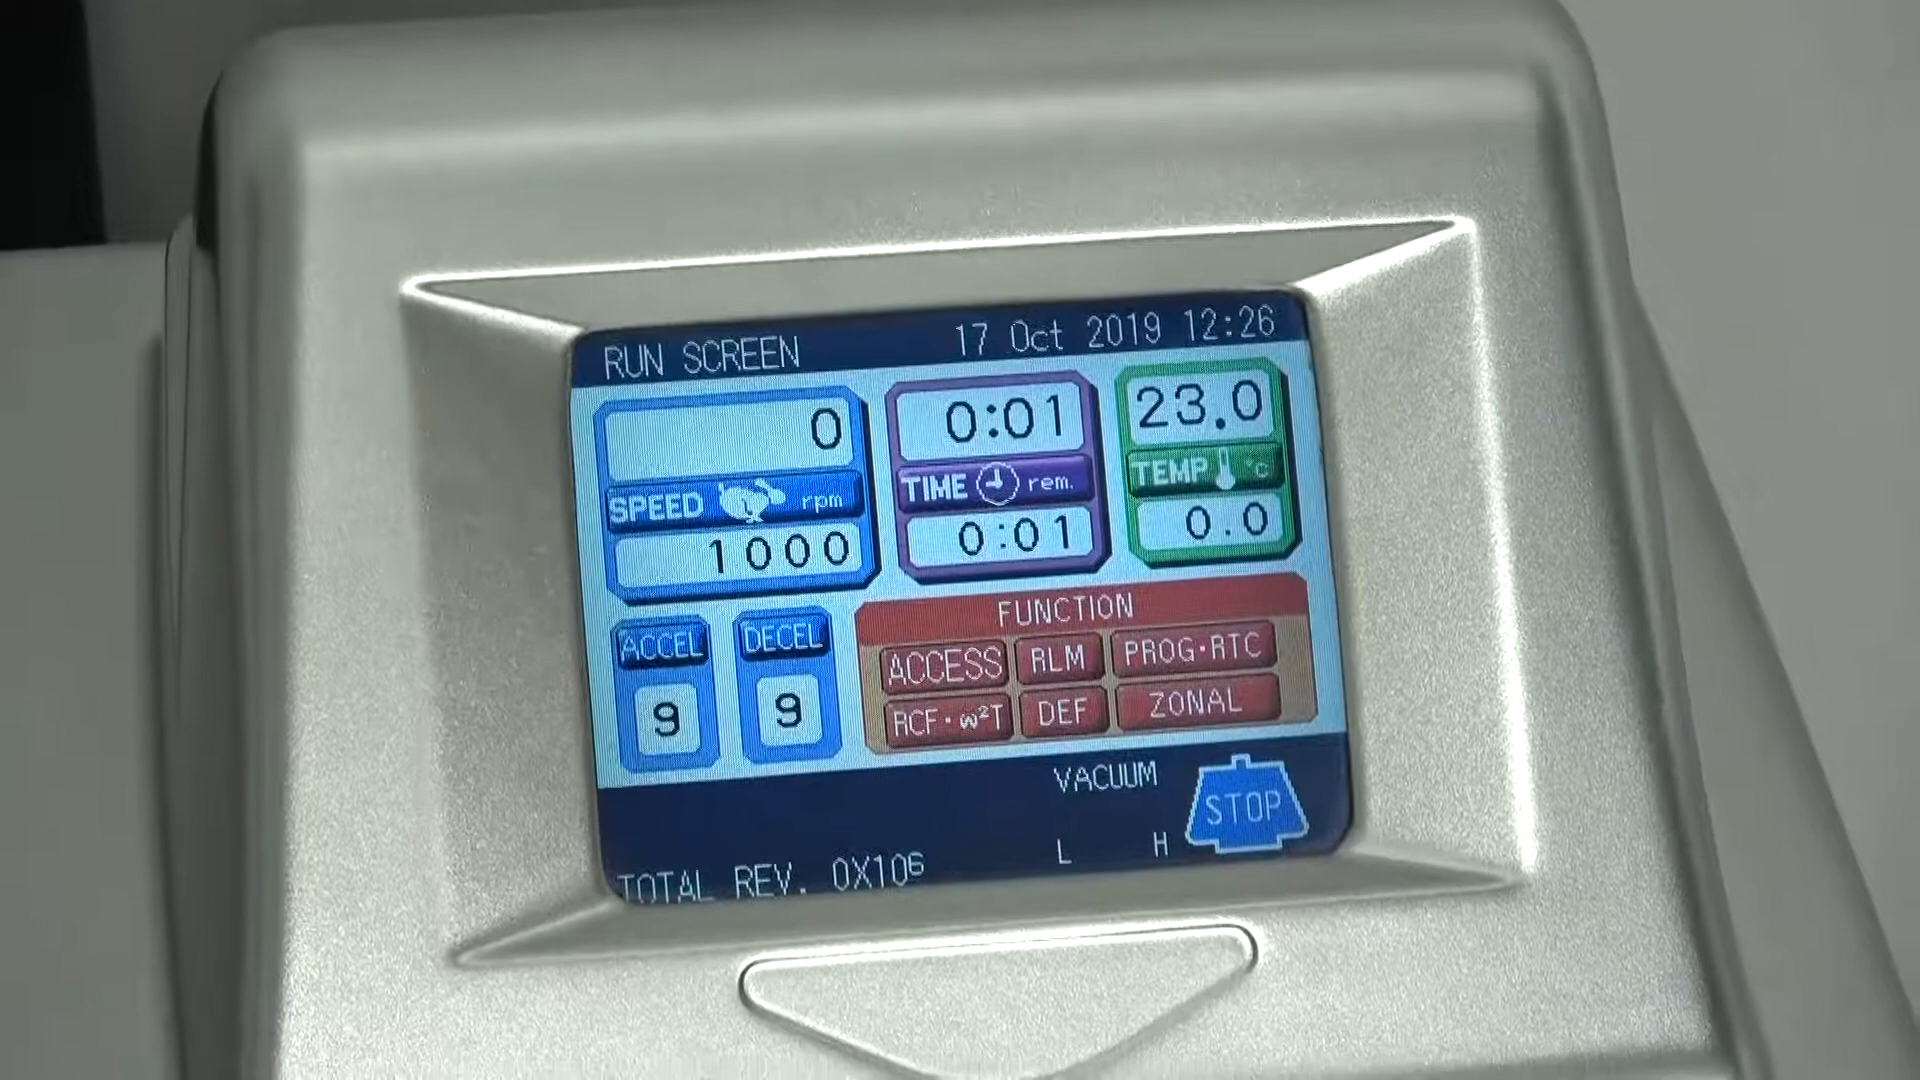 RUN SCREEN 17 Oct 2019 12:26
0 0:01 23.0
SPEED rpm TIME rem. TEMP °C
1000 0:01 0.0
ACCEL DECEL FUNCTION
9 9 ACCESS RLM PROG·RTC
RCF·ω²T DEF ZONAL
VACUUM
STOP
L H
TOTAL REV. 0X10⁶